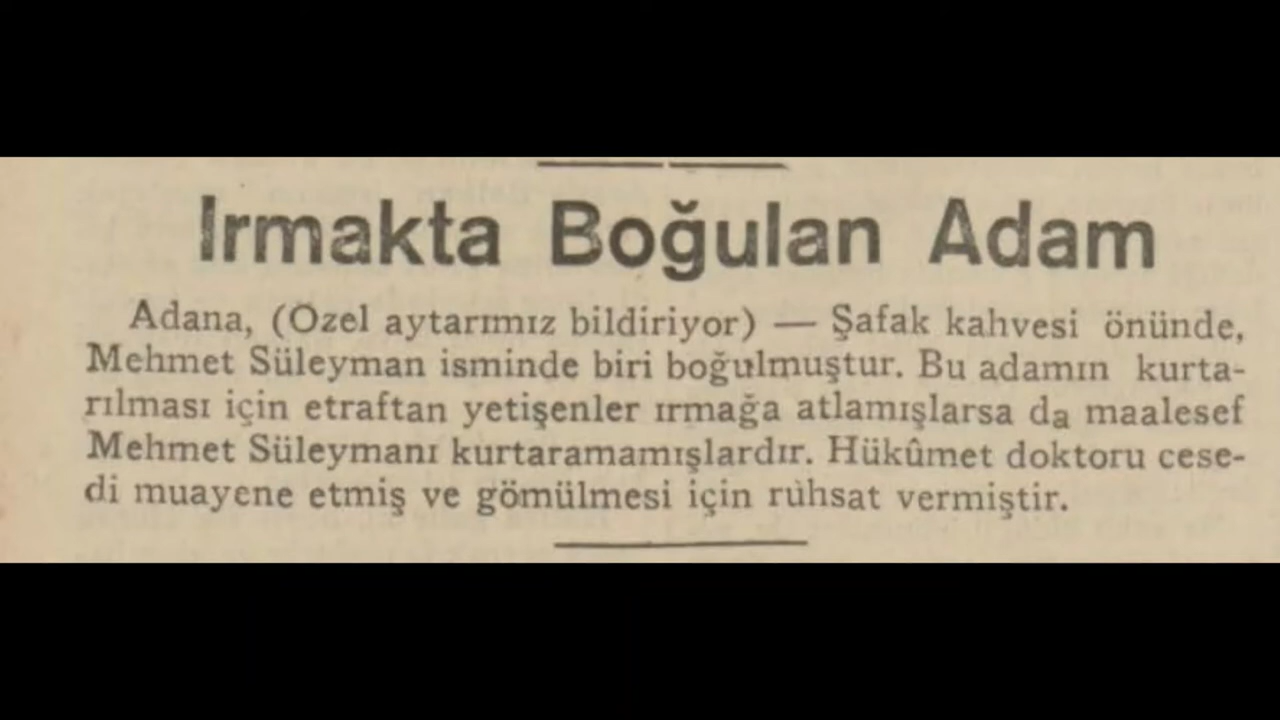 Irmakta Boğulan Adam
Adana, (Ozel aytarımız bildiriyor) — Şafak kahvesi önünde,
Mehmet Süleyman isminde biri boğulmuştur. Bu adamın kurta-
rılması için etraftan yetişenler ırmağa atlamışlarsa da maalesef
Mehmet Süleymanı kurtaramamışlardır. Hükûmet doktoru cese-
di muayene etmiş ve gömülmesi için ruhsat vermiştir.